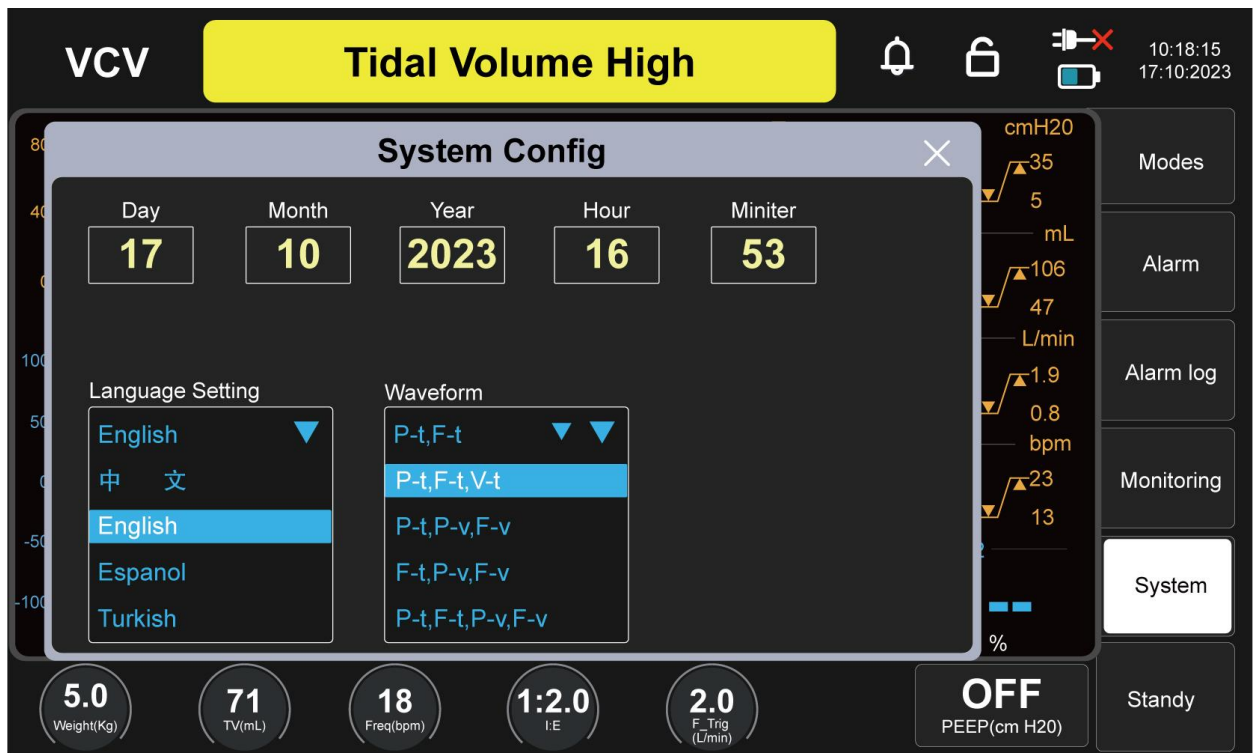 VCV
Tidal Volume High
10:18:15
17:10:2023
System Config
Day Month Year Hour Miniter
17 10 2023 16 53
Language Setting
English
中 文
English
Espanol
Turkish
Waveform
P-t,F-t
P-t,F-t,V-t
P-t,P-v,F-v
F-t,P-v,F-v
P-t,F-t,P-v,F-v
80
40
0
100
50
0
-50
-100
cmH20
35
5
mL
106
47
L/min
1.9
0.8
bpm
23
13
%
Modes
Alarm
Alarm log
Monitoring
System
Standy
5.0
Weight(Kg)
71
TV(mL)
18
Freq(bpm)
1:2.0
I:E
2.0
F_Trig
(L/min)
OFF
PEEP(cm H20)